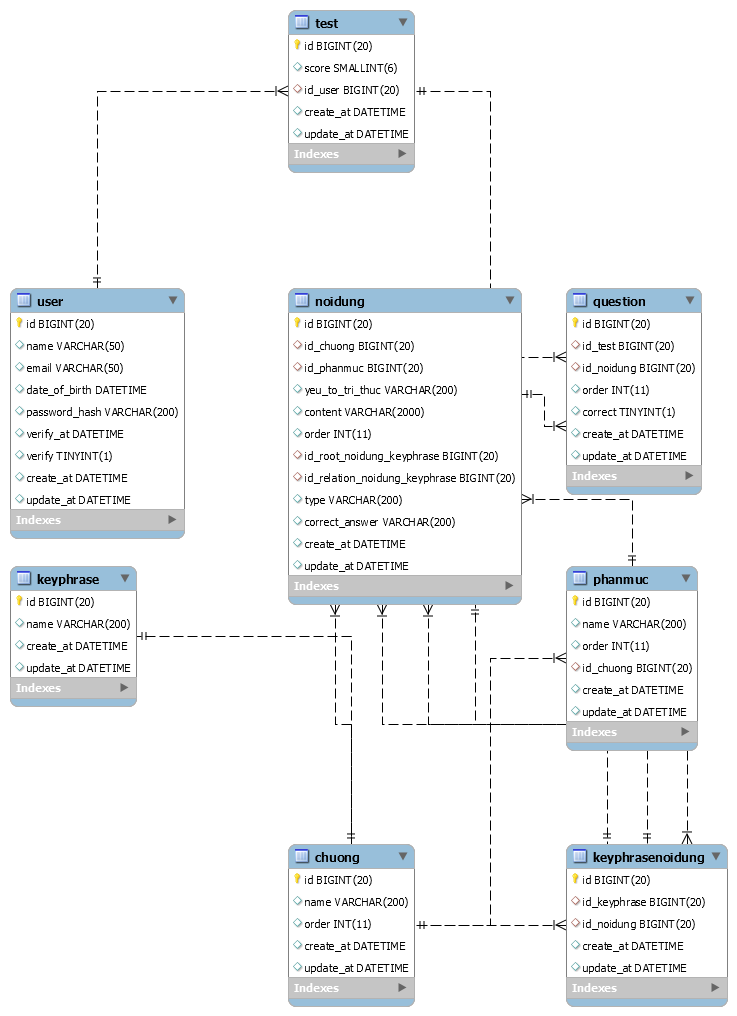 test
id BIGINT(20)
score SMALLINT(6)
id_user BIGINT(20)
create_at DATETIME
update_at DATETIME
Indexes
user
id BIGINT(20)
name VARCHAR(50)
email VARCHAR(50)
date_of_birth DATETIME
password_hash VARCHAR(200)
verify_at DATETIME
verify TINYINT(1)
create_at DATETIME
update_at DATETIME
Indexes
noidung
id BIGINT(20)
id_chuong BIGINT(20)
id_phanmuc BIGINT(20)
yeu_to_tri_thuc VARCHAR(200)
content VARCHAR(2000)
order INT(11)
id_root_noidung_keyphrase BIGINT(20)
id_relation_noidung_keyphrase BIGINT(20)
type VARCHAR(200)
correct_answer VARCHAR(200)
create_at DATETIME
update_at DATETIME
Indexes
question
id BIGINT(20)
id_test BIGINT(20)
id_noidung BIGINT(20)
order INT(11)
correct TINYINT(1)
create_at DATETIME
update_at DATETIME
Indexes
keyphrase
id BIGINT(20)
name VARCHAR(200)
create_at DATETIME
update_at DATETIME
Indexes
phanmuc
id BIGINT(20)
name VARCHAR(200)
order INT(11)
id_chuong BIGINT(20)
create_at DATETIME
update_at DATETIME
Indexes
chuong
id BIGINT(20)
name VARCHAR(200)
order INT(11)
create_at DATETIME
update_at DATETIME
Indexes
keyphrasenoidung
id BIGINT(20)
id_keyphrase BIGINT(20)
id_noidung BIGINT(20)
create_at DATETIME
update_at DATETIME
Indexes